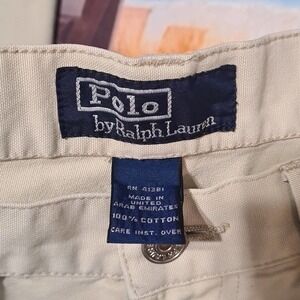 Polo
by Ralph Lauren
RN 41381
MADE IN
UNITED
ARAB EMIRATES
100% COTTON
CARE INST. OVER